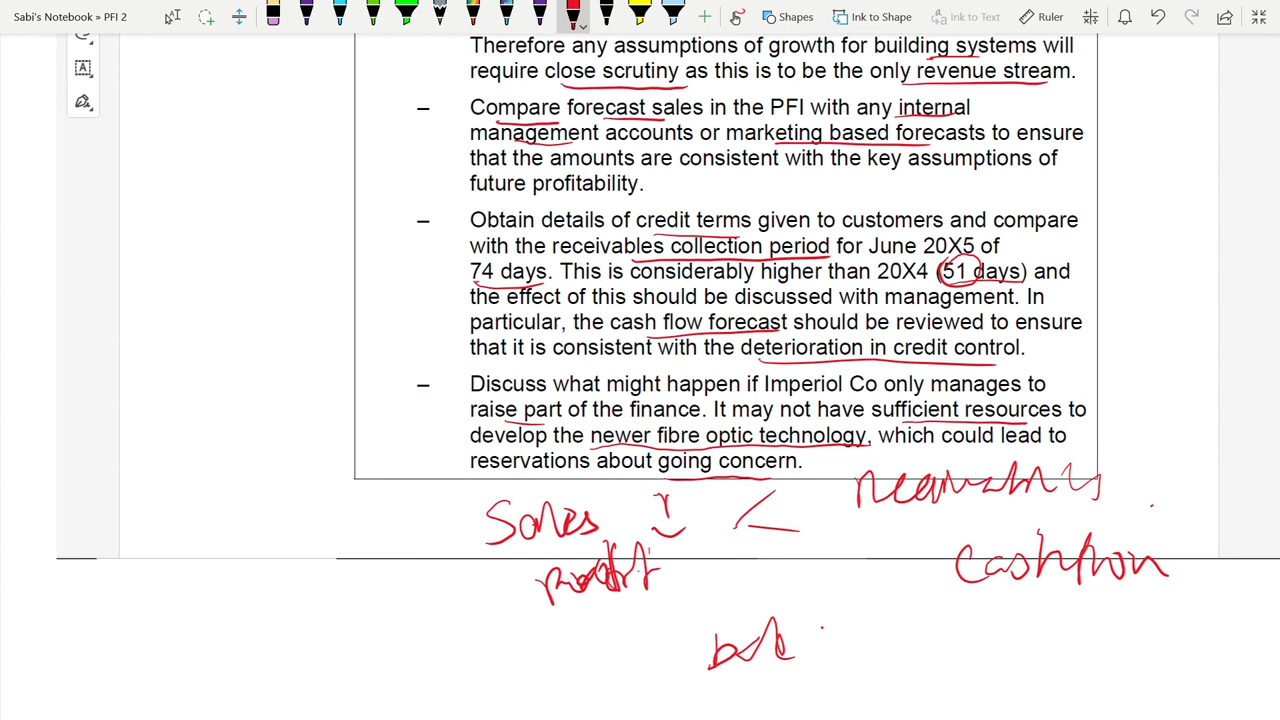 Sabi's Notebook » PFI 2
Shapes
Ink to Shape
Ink to Text
Ruler
Therefore any assumptions of growth for building systems will
require close scrutiny as this is to be the only revenue stream.
– Compare forecast sales in the PFI with any internal
management accounts or marketing based forecasts to ensure
that the amounts are consistent with the key assumptions of
future profitability.
– Obtain details of credit terms given to customers and compare
with the receivables collection period for June 20X5 of
74 days. This is considerably higher than 20X4 (51 days) and
the effect of this should be discussed with management. In
particular, the cash flow forecast should be reviewed to ensure
that it is consistent with the deterioration in credit control.
– Discuss what might happen if Imperiol Co only manages to
raise part of the finance. It may not have sufficient resources to
develop the newer fibre optic technology, which could lead to
reservations about going concern.
Sales
profit